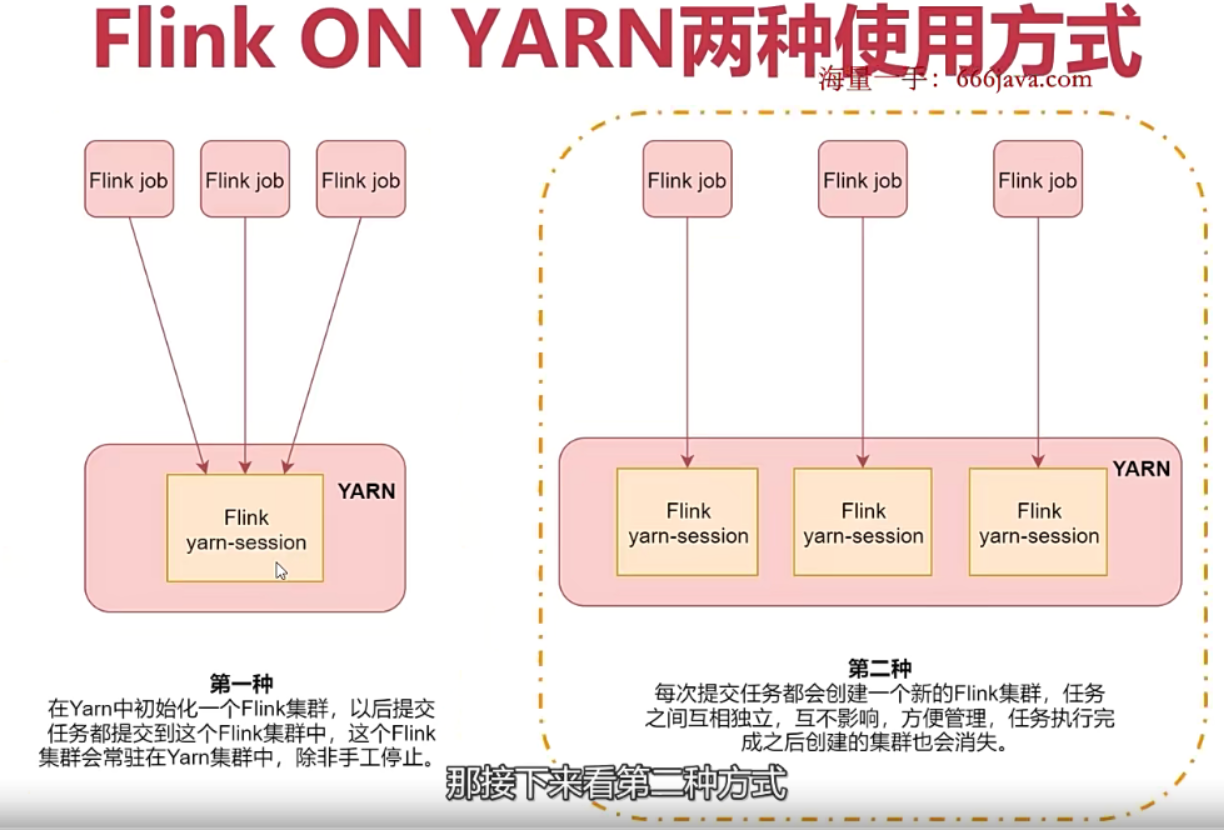 Flink ON YARN两种使用方式
海量一手：666java.com
Flink job
Flink job
Flink job
YARN
Flink
yarn-session
第一种
在Yarn中初始化一个Flink集群，以后提交
任务都提交到这个Flink集群中，这个Flink
集群会常驻在Yarn集群中，除非手工停止。
Flink job
Flink job
Flink job
YARN
Flink
yarn-session
Flink
yarn-session
Flink
yarn-session
第二种
每次提交任务都会创建一个新的Flink集群，任务
之间互相独立，互不影响，方便管理，任务执行完
成之后创建的集群也会消失。
那接下来看第二种方式